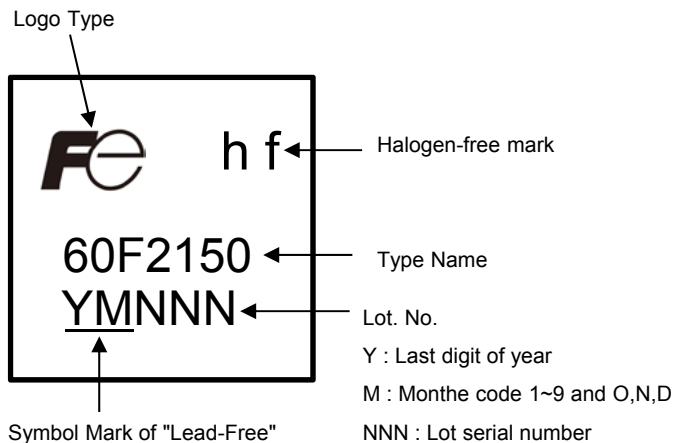 Logo Type
Fe
h f
Halogen-free mark
60F2150
Type Name
YMNNN
Lot. No.
Y : Last digit of year
M : Monthe code 1~9 and O,N,D
Symbol Mark of "Lead-Free"
NNN : Lot serial number